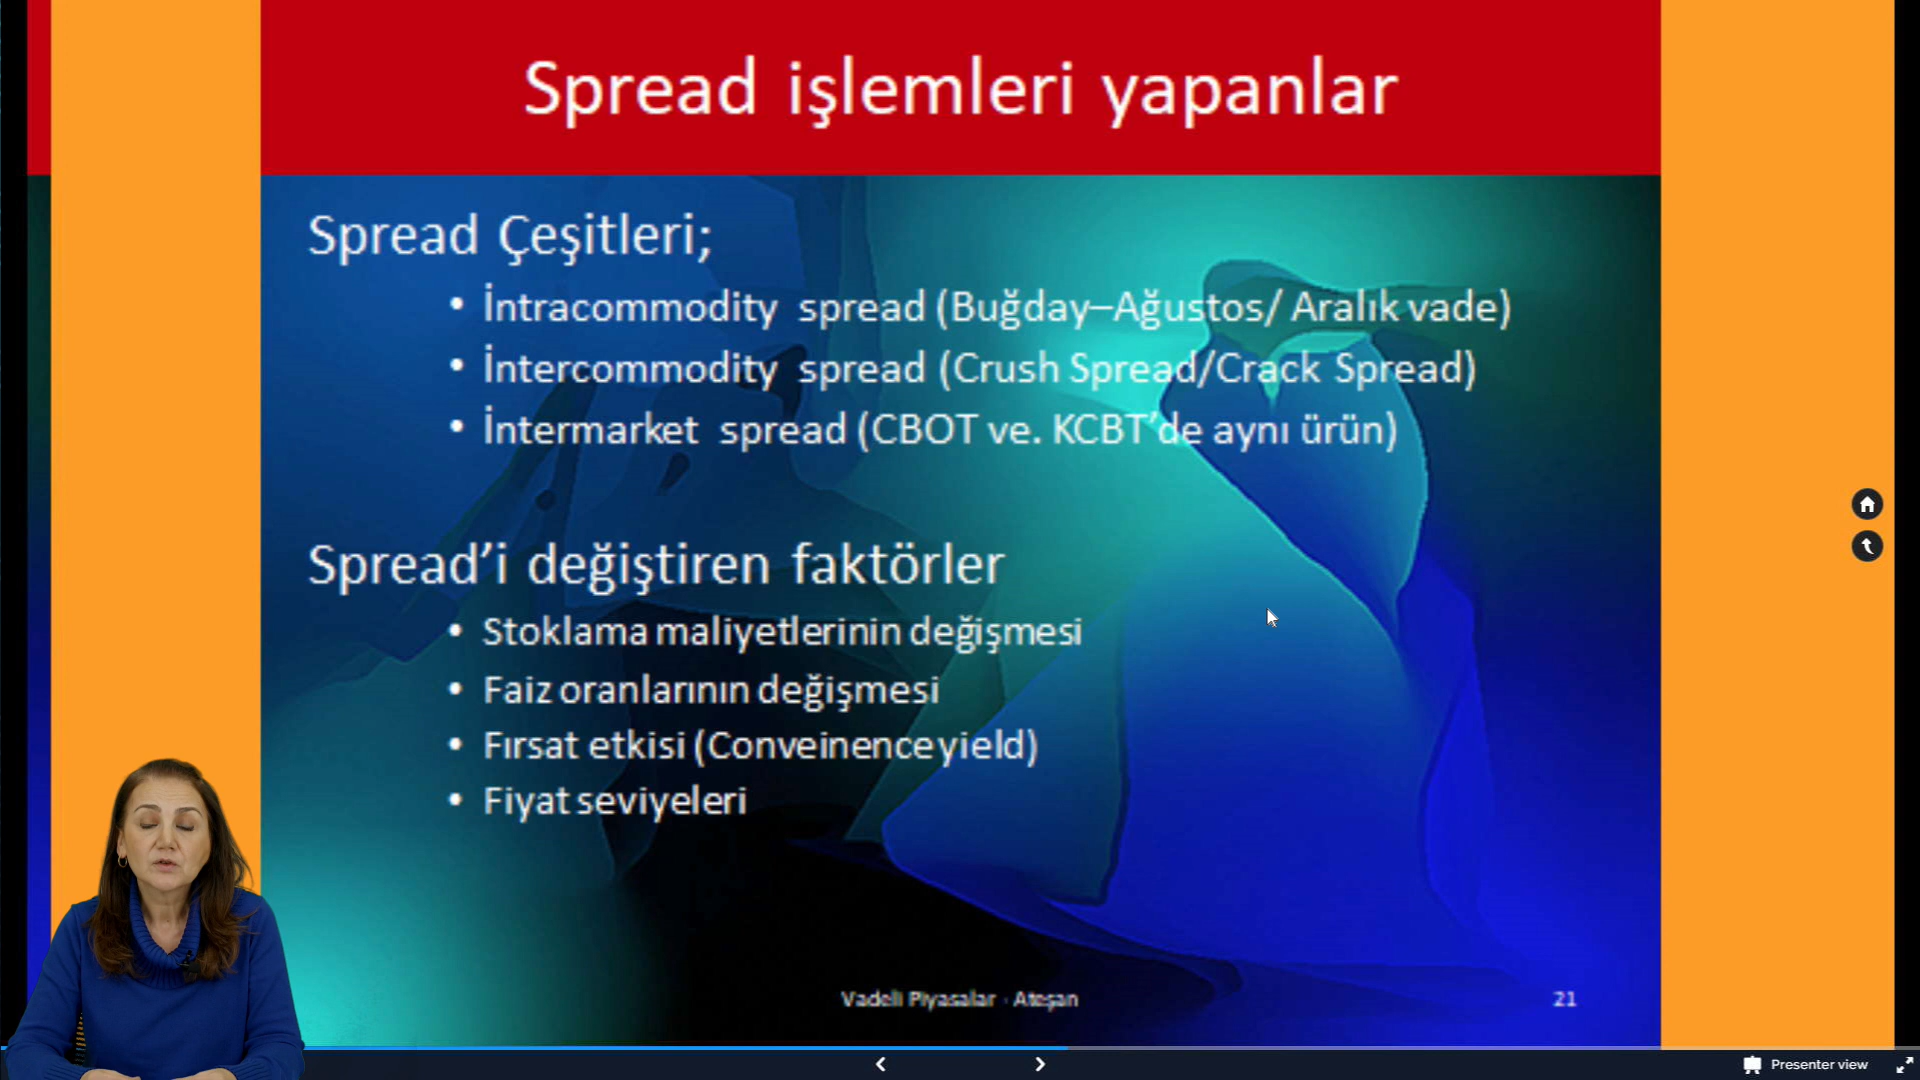 Spread işlemleri yapanlar
Spread Çeşitleri;
• İntracommodity spread (Buğday–Ağustos/ Aralık vade)
• İntercommodity spread (Crush Spread/Crack Spread)
• İntermarket spread (CBOT ve. KCBT’de aynı ürün)
Spread’i değiştiren faktörler
• Stoklama maliyetlerinin değişmesi
• Faiz oranlarının değişmesi
• Fırsat etkisi (Conveinence yield)
• Fiyat seviyeleri
Vadeli Piyasalar - Ateşan
21
Presenter view